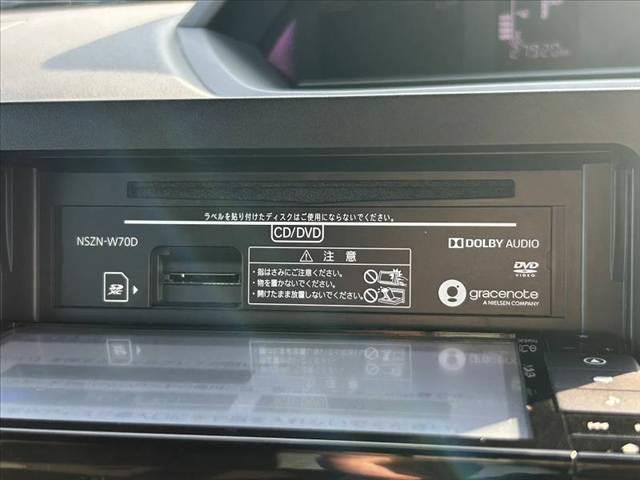 27920
ラベルを貼り付けたディスクはご使用にならないでください。
CD/DVD
NSZN-W70D
SD XC
注 意
・指はさみにご注意ください。
・物を置かないでください。
・開けたまま放置しないでください。
DOLBY AUDIO
DVD VIDEO
gracenote
A NIELSEN COMPANY